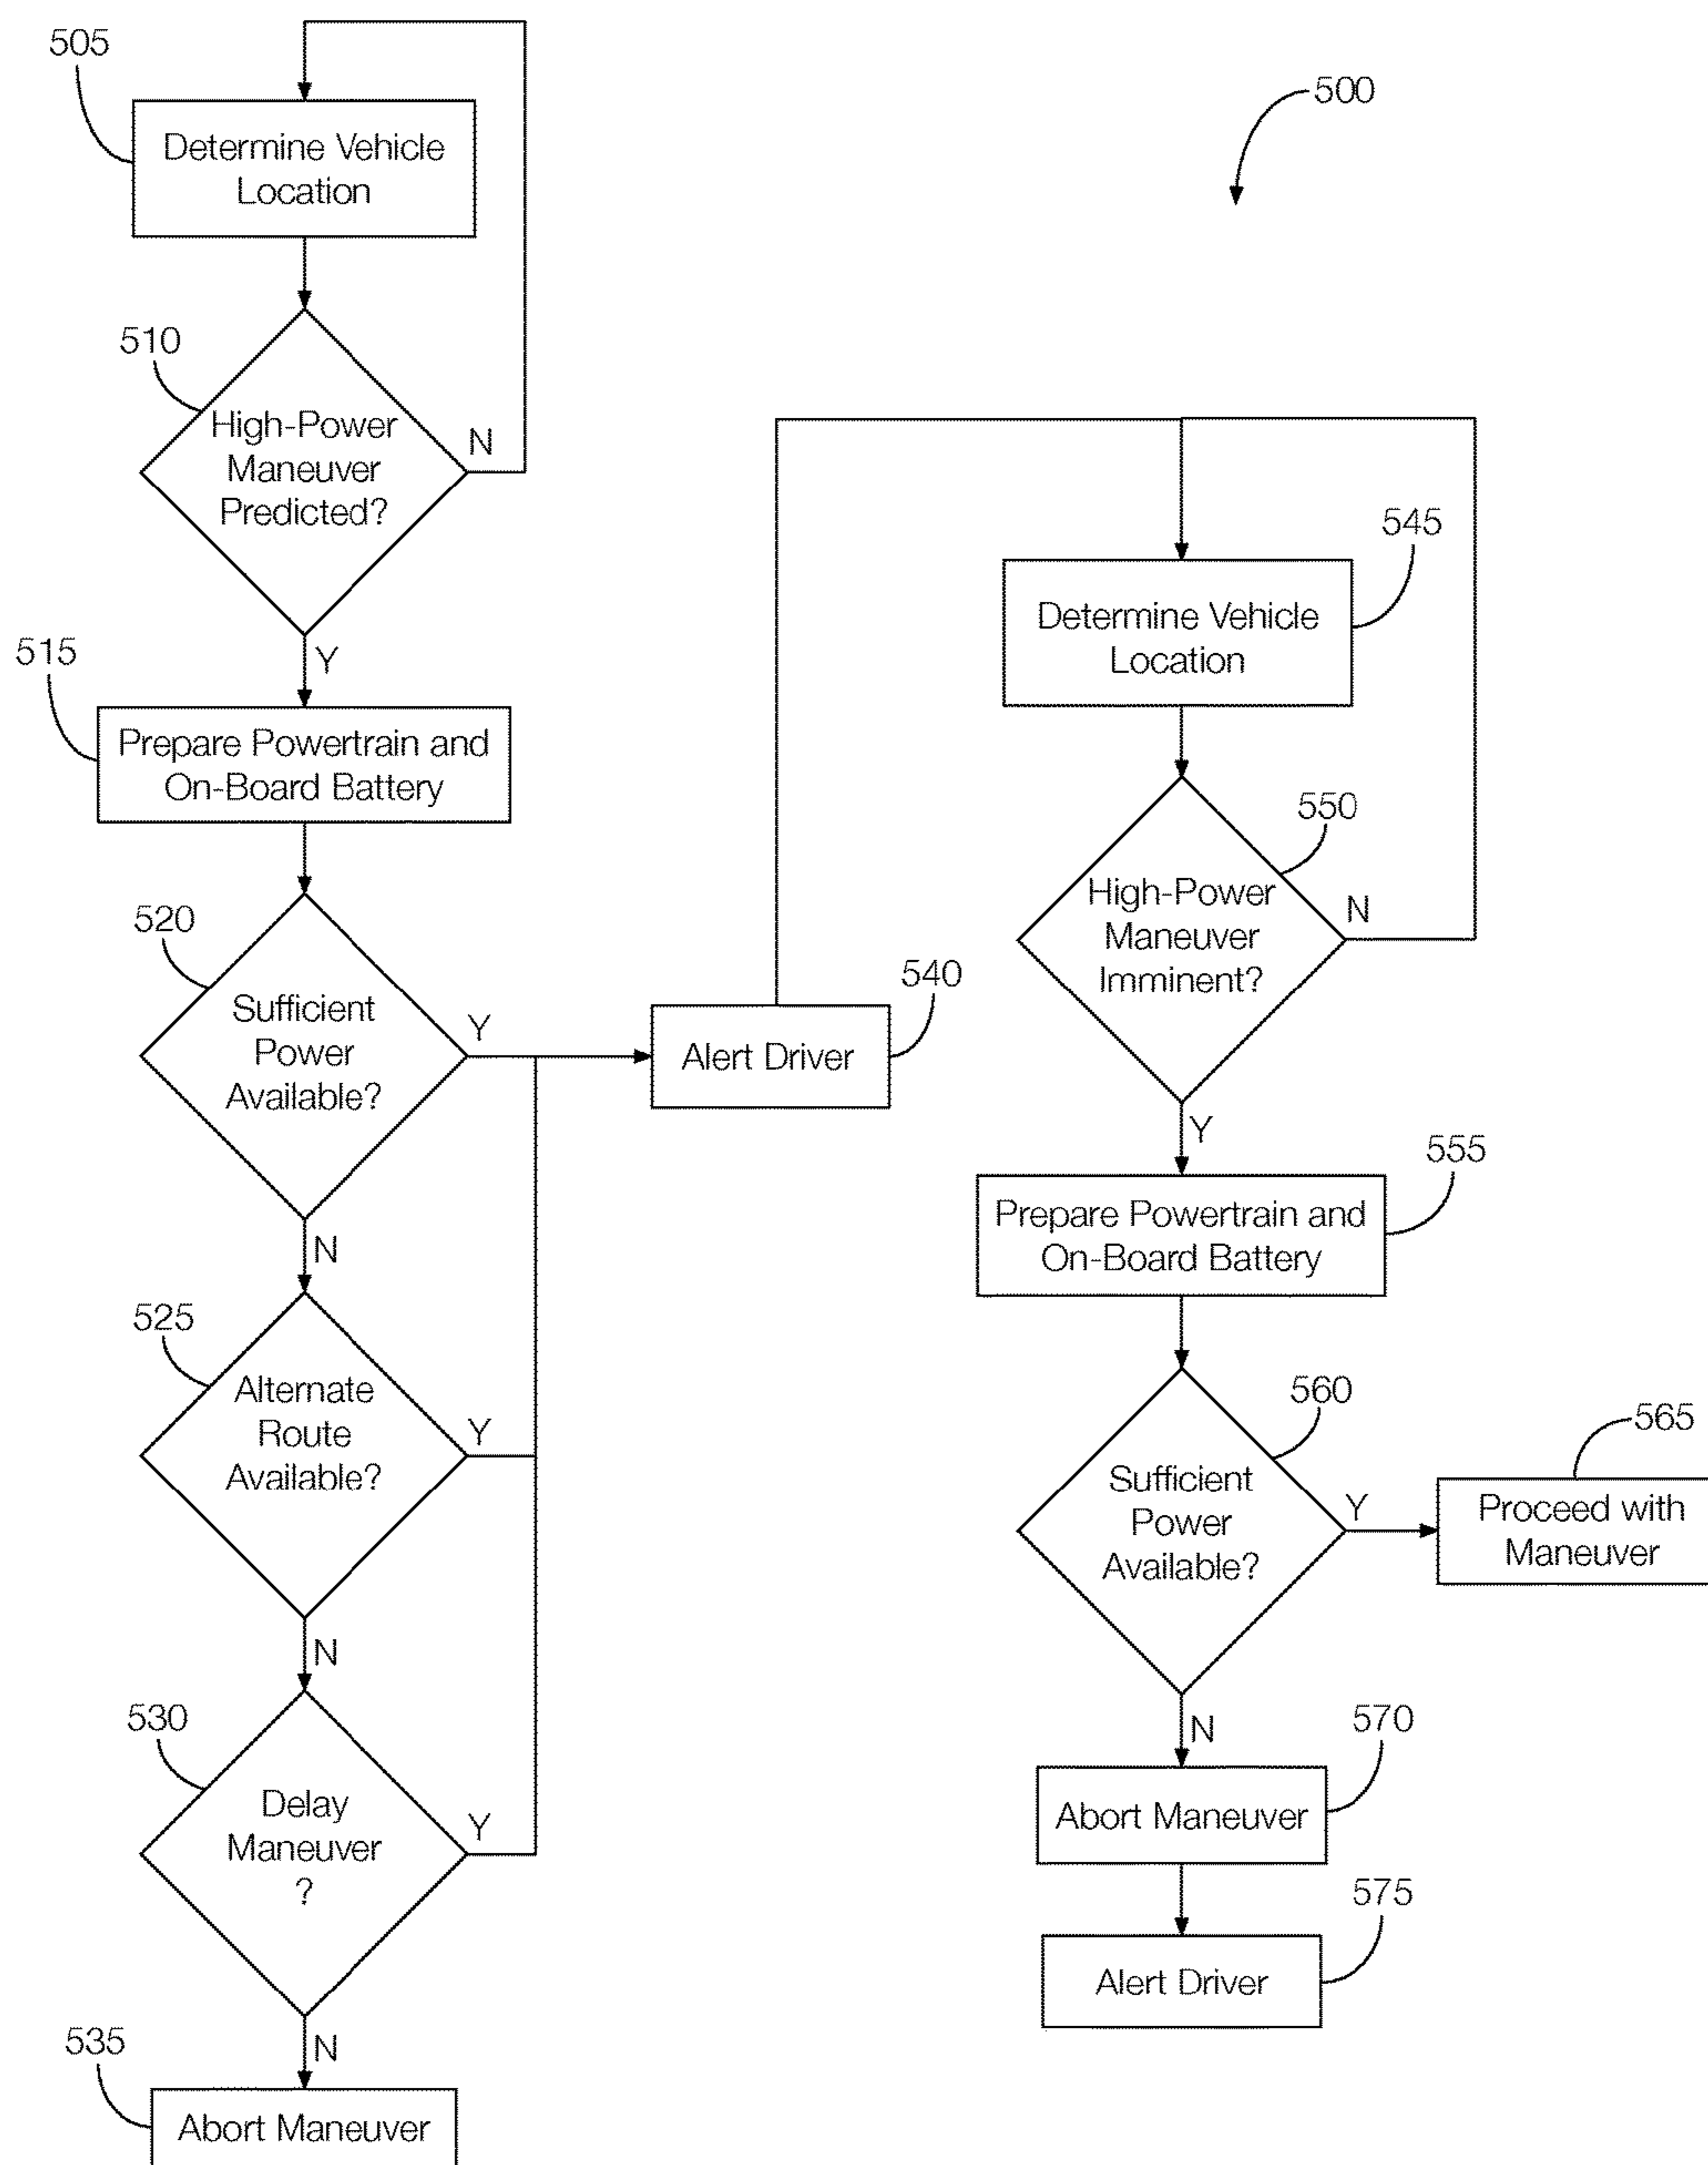 505
Determine Vehicle
Location
510
High-Power
Maneuver
Predicted?
N
Y
515
Prepare Powertrain and
On-Board Battery
520
Sufficient
Power
Available?
Y
N
525
Alternate
Route
Available?
Y
N
530
Delay
Maneuver
?
Y
N
535
Abort Maneuver
540
Alert Driver
500
545
Determine Vehicle
Location
550
High-Power
Maneuver
Imminent?
N
Y
555
Prepare Powertrain and
On-Board Battery
560
Sufficient
Power
Available?
Y
565
Proceed with
Maneuver
N
570
Abort Maneuver
575
Alert Driver